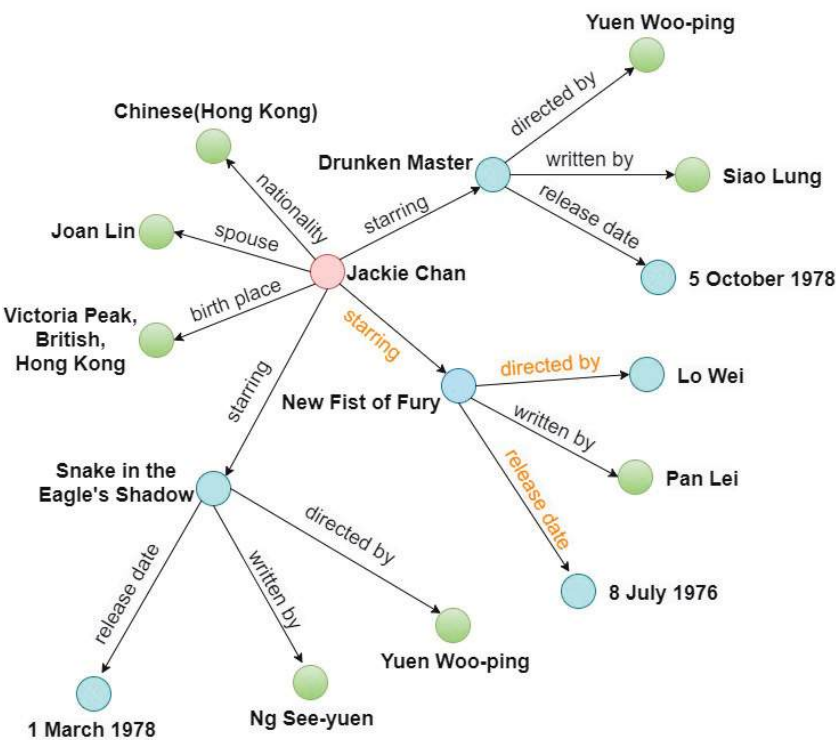 Yuen Woo-ping
directed by
Chinese(Hong Kong)
Drunken Master
written by
Siao Lung
nationality
starring
release date
Joan Lin
spouse
Jackie Chan
5 October 1978
birth place
Victoria Peak,
British,
Hong Kong
starring
starring
directed by
Lo Wei
New Fist of Fury
written by
Pan Lei
release date
8 July 1976
Snake in the
Eagle's Shadow
directed by
release date
written by
Yuen Woo-ping
Ng See-yuen
1 March 1978